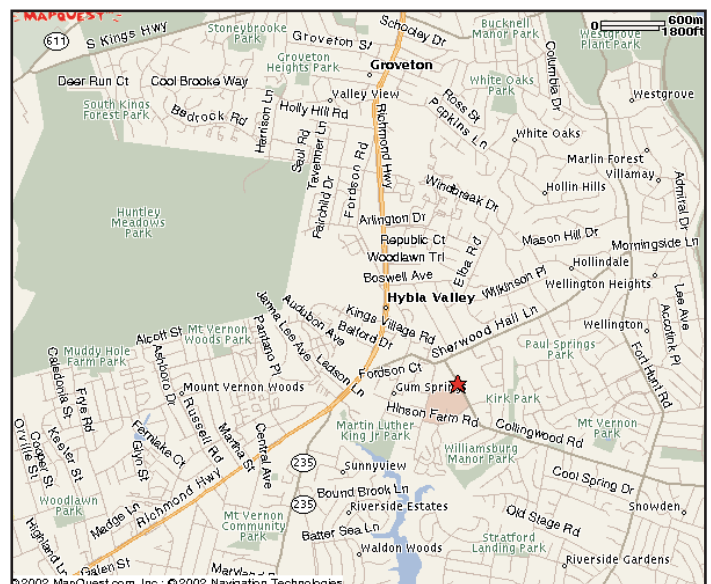 MAPQUEST
611
S Kings Hwy
Stoneybrooke
Park
Groveton St
Schooley Dr
Bucknell
Manor Park
Westgrove
Plant Park
0
600m
1800ft
Groveton
Heights Park
Groveton
Deer Run Ct
Cool Brooke Way
South Kings
Forest Park
Bedrock Rd
Harrison Ln
Holly Hill Rd
Valley View
Richmond Hwy
Ross St
Popkins Ln
White Oaks
Park
Columbia Dr
Westgrove
White Oaks
Saul Rd
Tavenner Ln
Fairchild Dr
Fordson Rd
Marlin Forest
Villamay
Admiral Dr
Windbreak Dr
Hollin Hills
Huntley
Meadows
Park
Arlington Dr
Republic Ct
Woodlawn Trl
Boswell Ave
Elba Rd
Mason Hill Dr
Morningside Ln
Hollindale
Wilkinson Pl
Wellington Heights
Lee Ave
Accotink Pl
Hybla Valley
Janna Lee Ave
Audubon Ave
Kings Village Rd
Belford Dr
Sherwood Hall Ln
Wellington
Paul Springs
Park
Fort Hunt Rd
Alcott St
Mt Vernon
Woods Park
Pantano Pl
Ladson Ln
Fordson Ct
Muddy Hole
Farm Park
Ashboro Dr
Mount Vernon Woods
Gum Springs
Kirk Park
Caledonia St
Frye Rd
Hinson Farm Rd
Collingwood Rd
Mt Vernon
Park
Orville St
Cooper St
Keeler St
Fernlake Ct
Glyn St
Russell Rd
Marina St
Central Ave
Martin Luther
King Jr Park
Williamsburg
Manor Park
235
Sunnyview
Cool Spring Dr
Woodlawn
Park
Madge Ln
Richmond Hwy
235
Bound Brook Ln
Riverside Estates
Old Stage Rd
Snowden
Highland Ln
Mt Vernon
Community
Park
Batter Sea Ln
Waldon Woods
Stratford
Landing Park
Riverside Gardens
Galen St
Maryland
©2002 MapQuest.com, Inc.; ©2002 Navigation Technologies